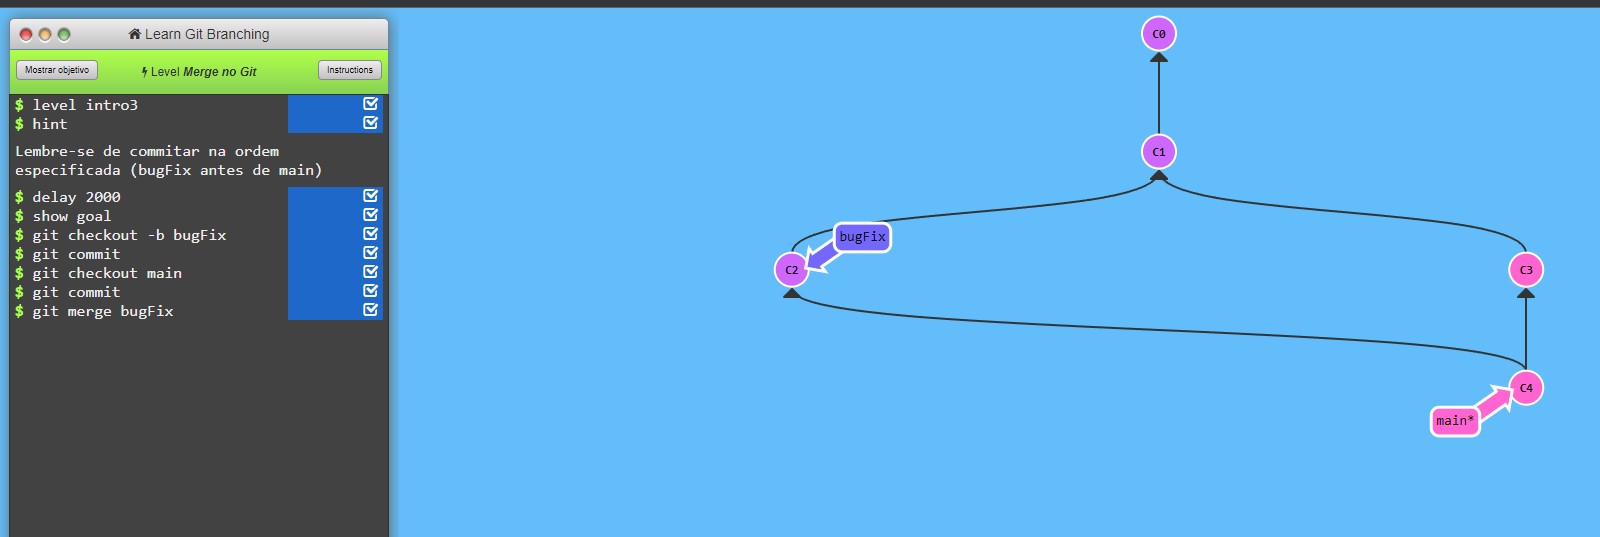 Learn Git Branching
Mostrar objetivo
Level Merge no Git
Instructions
$ level intro3
$ hint
Lembre-se de commitar na ordem
especificada (bugFix antes de main)
$ delay 2000
$ show goal
$ git checkout -b bugFix
$ git commit
$ git checkout main
$ git commit
$ git merge bugFix
C0
C1
bugFix
C2
C3
C4
main*